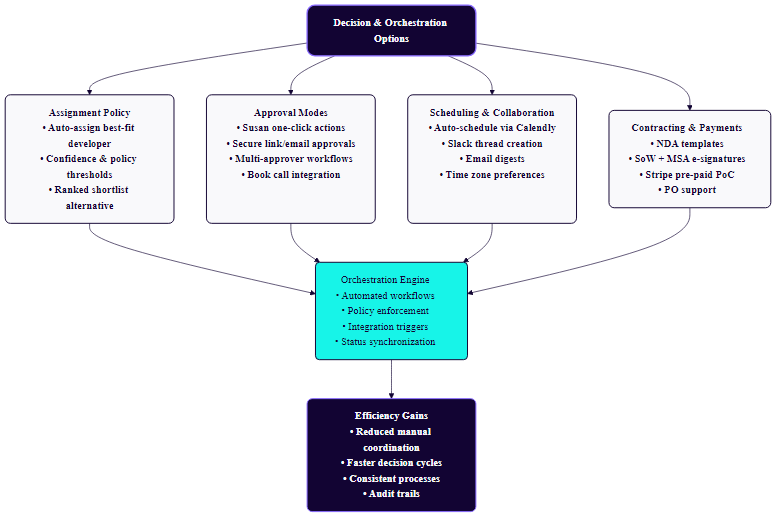 Decision & Orchestration
Options
Assignment Policy
• Auto-assign best-fit
developer
• Confidence & policy
thresholds
• Ranked shortlist
alternative
Approval Modes
• Susan one-click actions
• Secure link/email approvals
• Multi-approver workflows
• Book call integration
Scheduling & Collaboration
• Auto-schedule via Calendly
• Slack thread creation
• Email digests
• Time zone preferences
Contracting & Payments
• NDA templates
• SoW + MSA e-signatures
• Stripe pre-paid PoC
• PO support
Orchestration Engine
• Automated workflows
• Policy enforcement
• Integration triggers
• Status synchronization
Efficiency Gains
• Reduced manual
coordination
• Faster decision cycles
• Consistent processes
• Audit trails